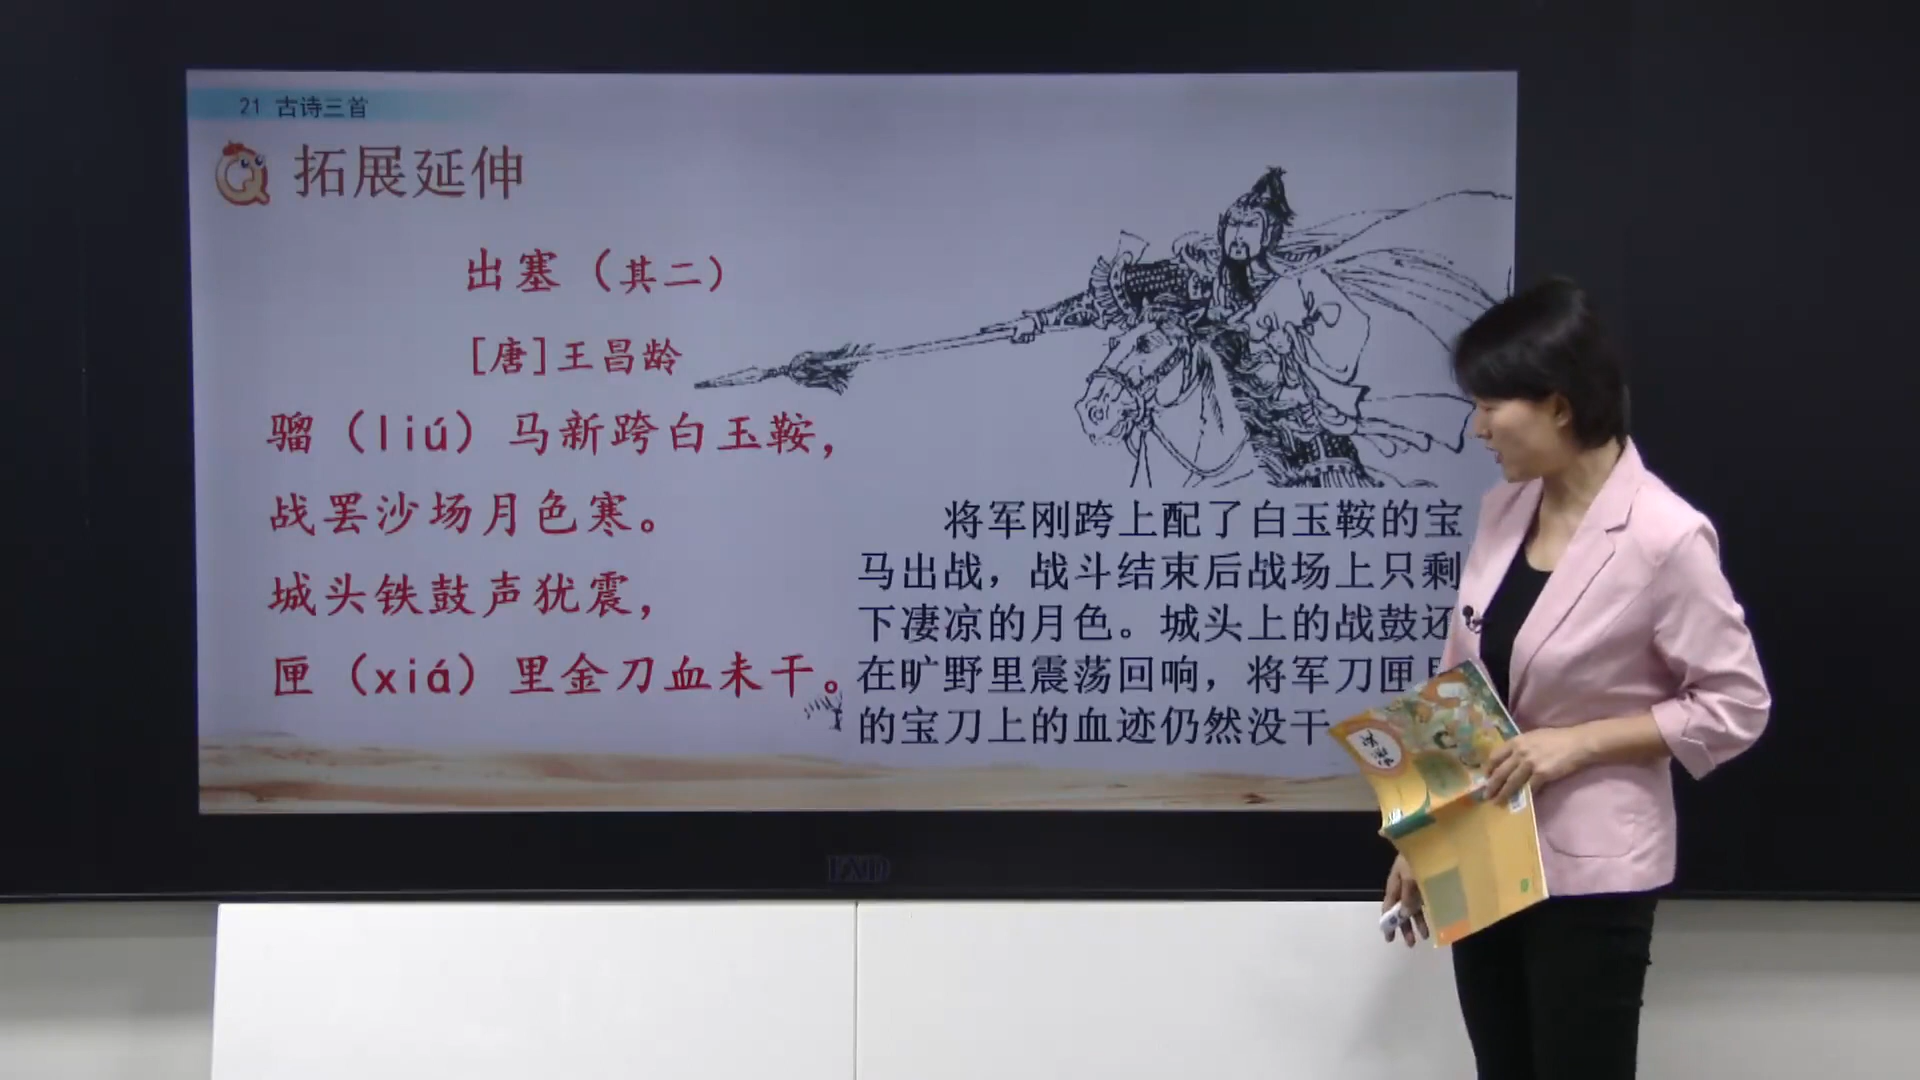 21 古诗三首
拓展延伸
出塞（其二）
[唐]王昌龄
骝（liú）马新跨白玉鞍，
战罢沙场月色寒。
城头铁鼓声犹震，
匣（xiá）里金刀血未干。
将军刚跨上配了白玉鞍的宝
马出战，战斗结束后战场上只剩
下凄凉的月色。城头上的战鼓还
在旷野里震荡回响，将军刀匣
的宝刀上的血迹仍然没干